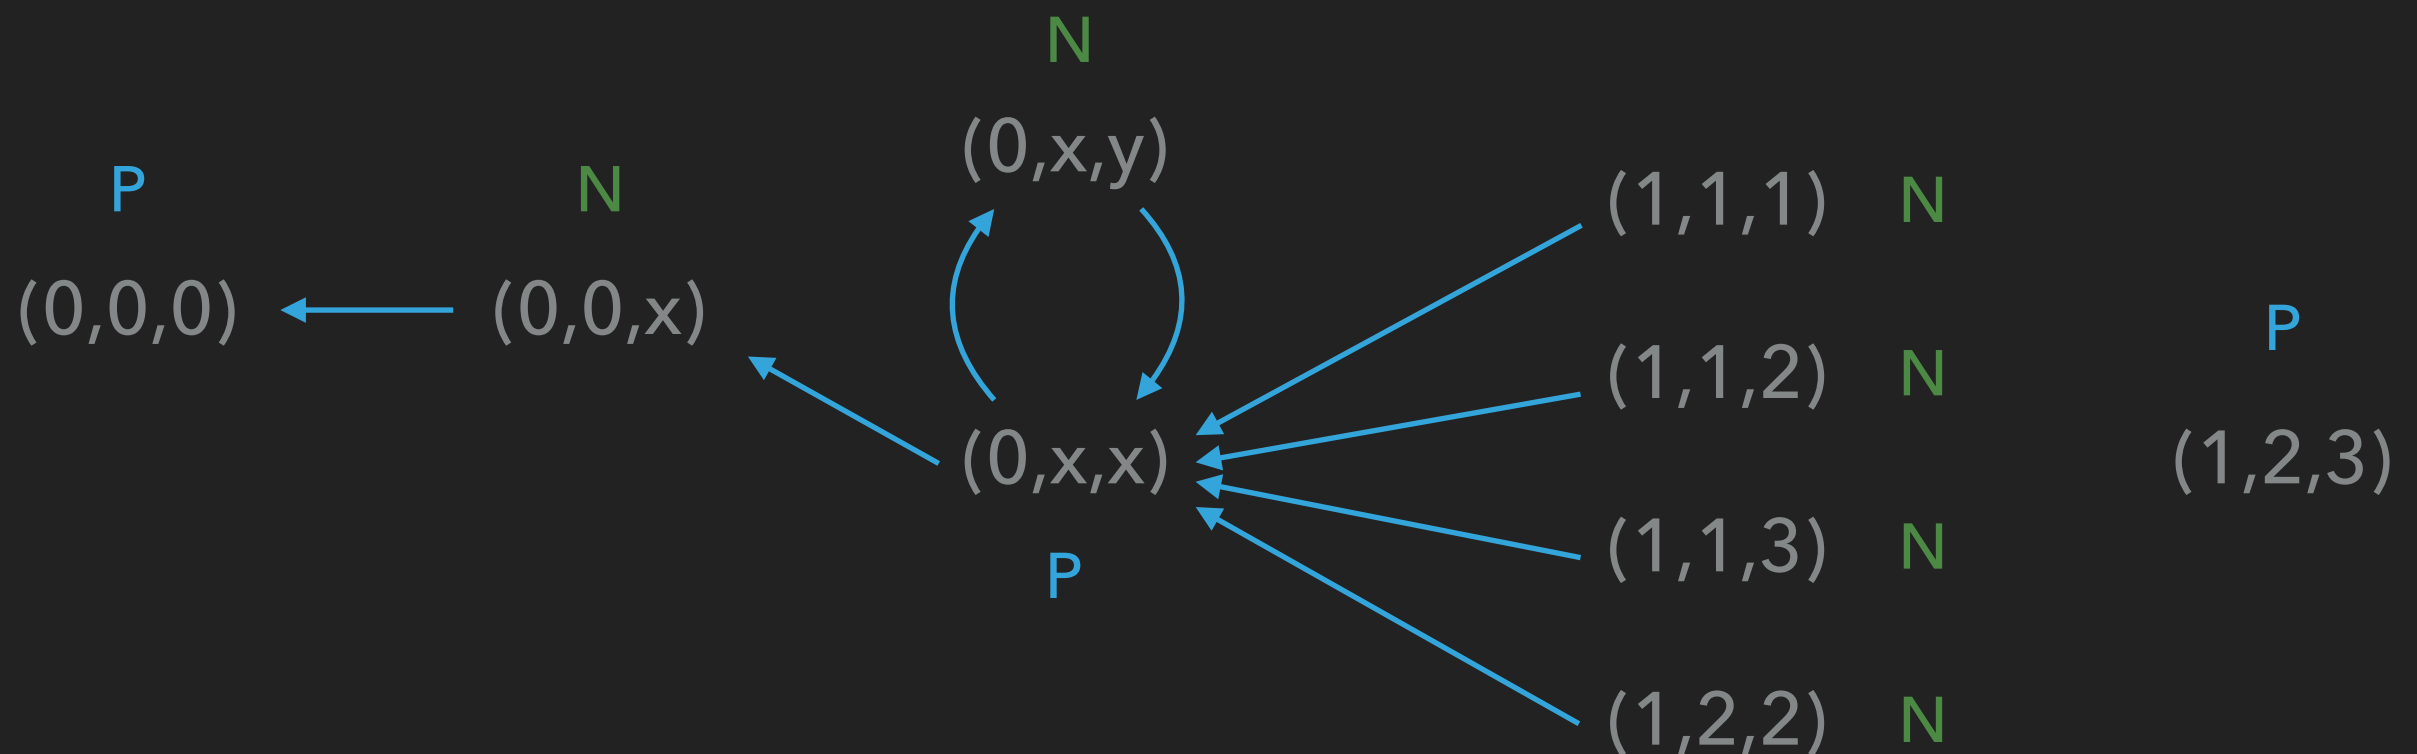 N
(0,x,y)
P
N
(0,0,0)
(0,0,x)
(0,x,x)
P
(1,1,1) N
(1,1,2) N
(1,1,3) N
(1,2,2) N
P
(1,2,3)